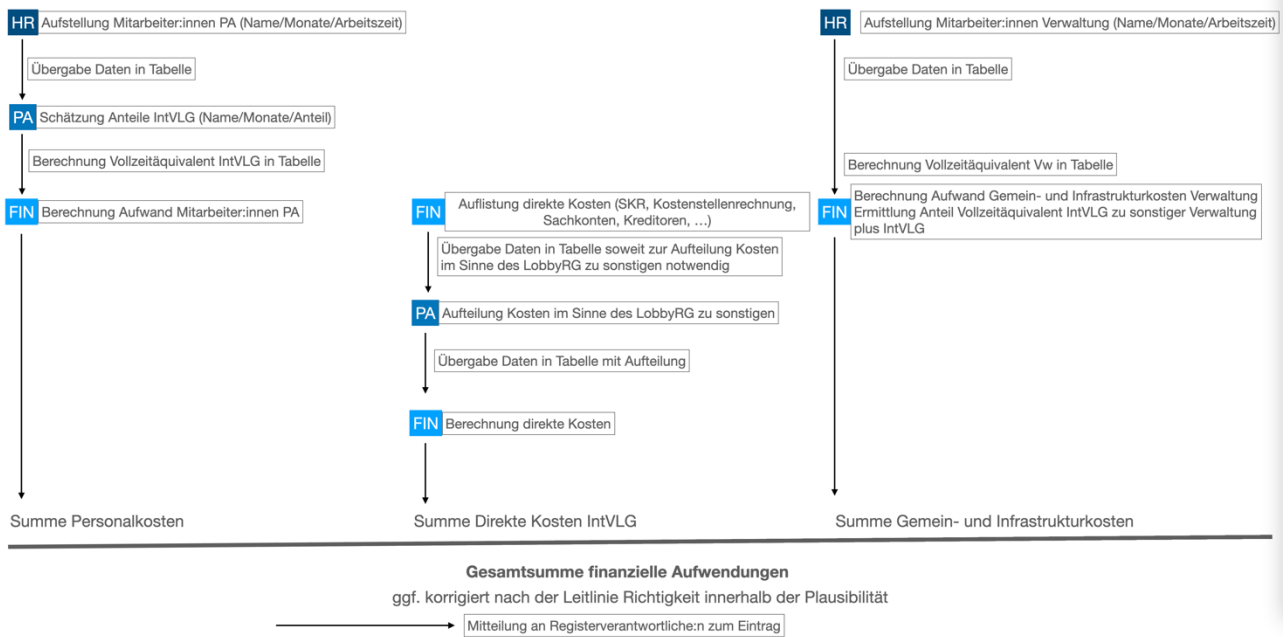 HR Aufstellung Mitarbeiter:innen PA (Name/Monate/Arbeitszeit)
Übergabe Daten in Tabelle
PA Schätzung Anteile IntVLG (Name/Monate/Anteil)
Berechnung Vollzeitäquivalent IntVLG in Tabelle
FIN Berechnung Aufwand Mitarbeiter:innen PA
Summe Personalkosten
FIN Auflistung direkte Kosten (SKR, Kostenstellenrechnung,
Sachkonten, Kreditoren, …)
Übergabe Daten in Tabelle soweit zur Aufteilung Kosten
im Sinne des LobbyRG zu sonstigen notwendig
PA Aufteilung Kosten im Sinne des LobbyRG zu sonstigen
Übergabe Daten in Tabelle mit Aufteilung
FIN Berechnung direkte Kosten
Summe Direkte Kosten IntVLG
HR Aufstellung Mitarbeiter:innen Verwaltung (Name/Monate/Arbeitszeit)
Übergabe Daten in Tabelle
Berechnung Vollzeitäquivalent Vw in Tabelle
FIN Berechnung Aufwand Gemein- und Infrastrukturkosten Verwaltung
Ermittlung Anteil Vollzeitäquivalent IntVLG zu sonstiger Verwaltung
plus IntVLG
Summe Gemein- und Infrastrukturkosten
Gesamtsumme finanzielle Aufwendungen
ggf. korrigiert nach der Leitlinie Richtigkeit innerhalb der Plausibilität
Mitteilung an Registerverantwortliche:n zum Eintrag